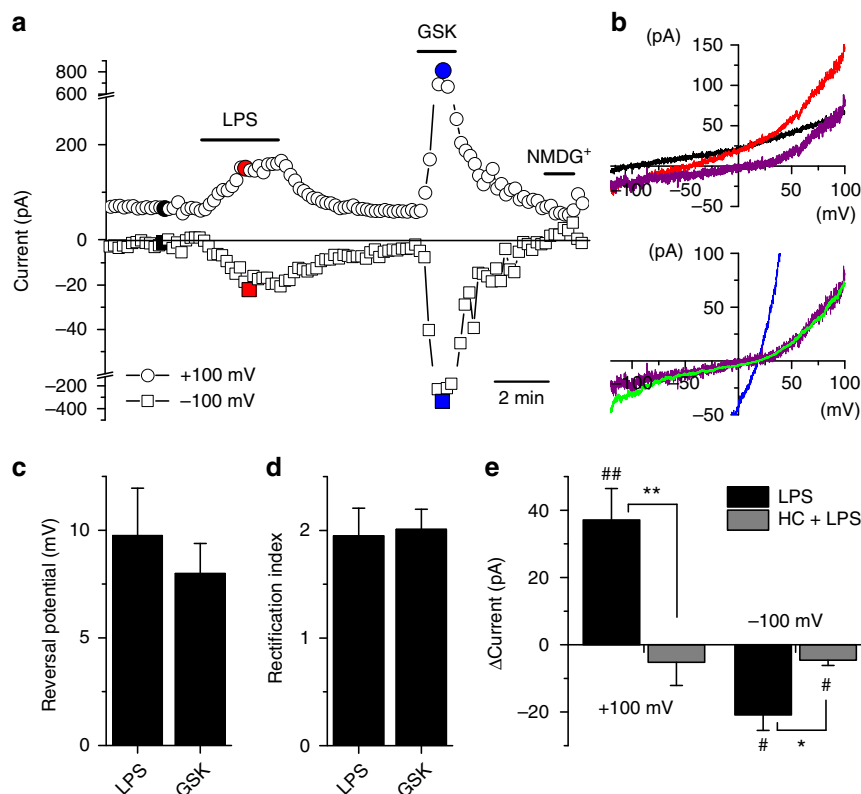 a
LPS
GSK
NMDG+
800
600
200
0
−20
−40
−200
−400
Current (pA)
+100 mV
−100 mV
2 min
b
(pA)
150
100
50
−50
−100
−50
50
100
(mV)
(pA)
100
50
−50
−100
−50
50
100
(mV)
c
Reversal potential (mV)
10
5
0
LPS
GSK
d
Rectification index
2
1
0
LPS
GSK
e
ΔCurrent (pA)
40
20
0
−20
##
**
LPS
HC + LPS
−100 mV
+100 mV
#
#
*